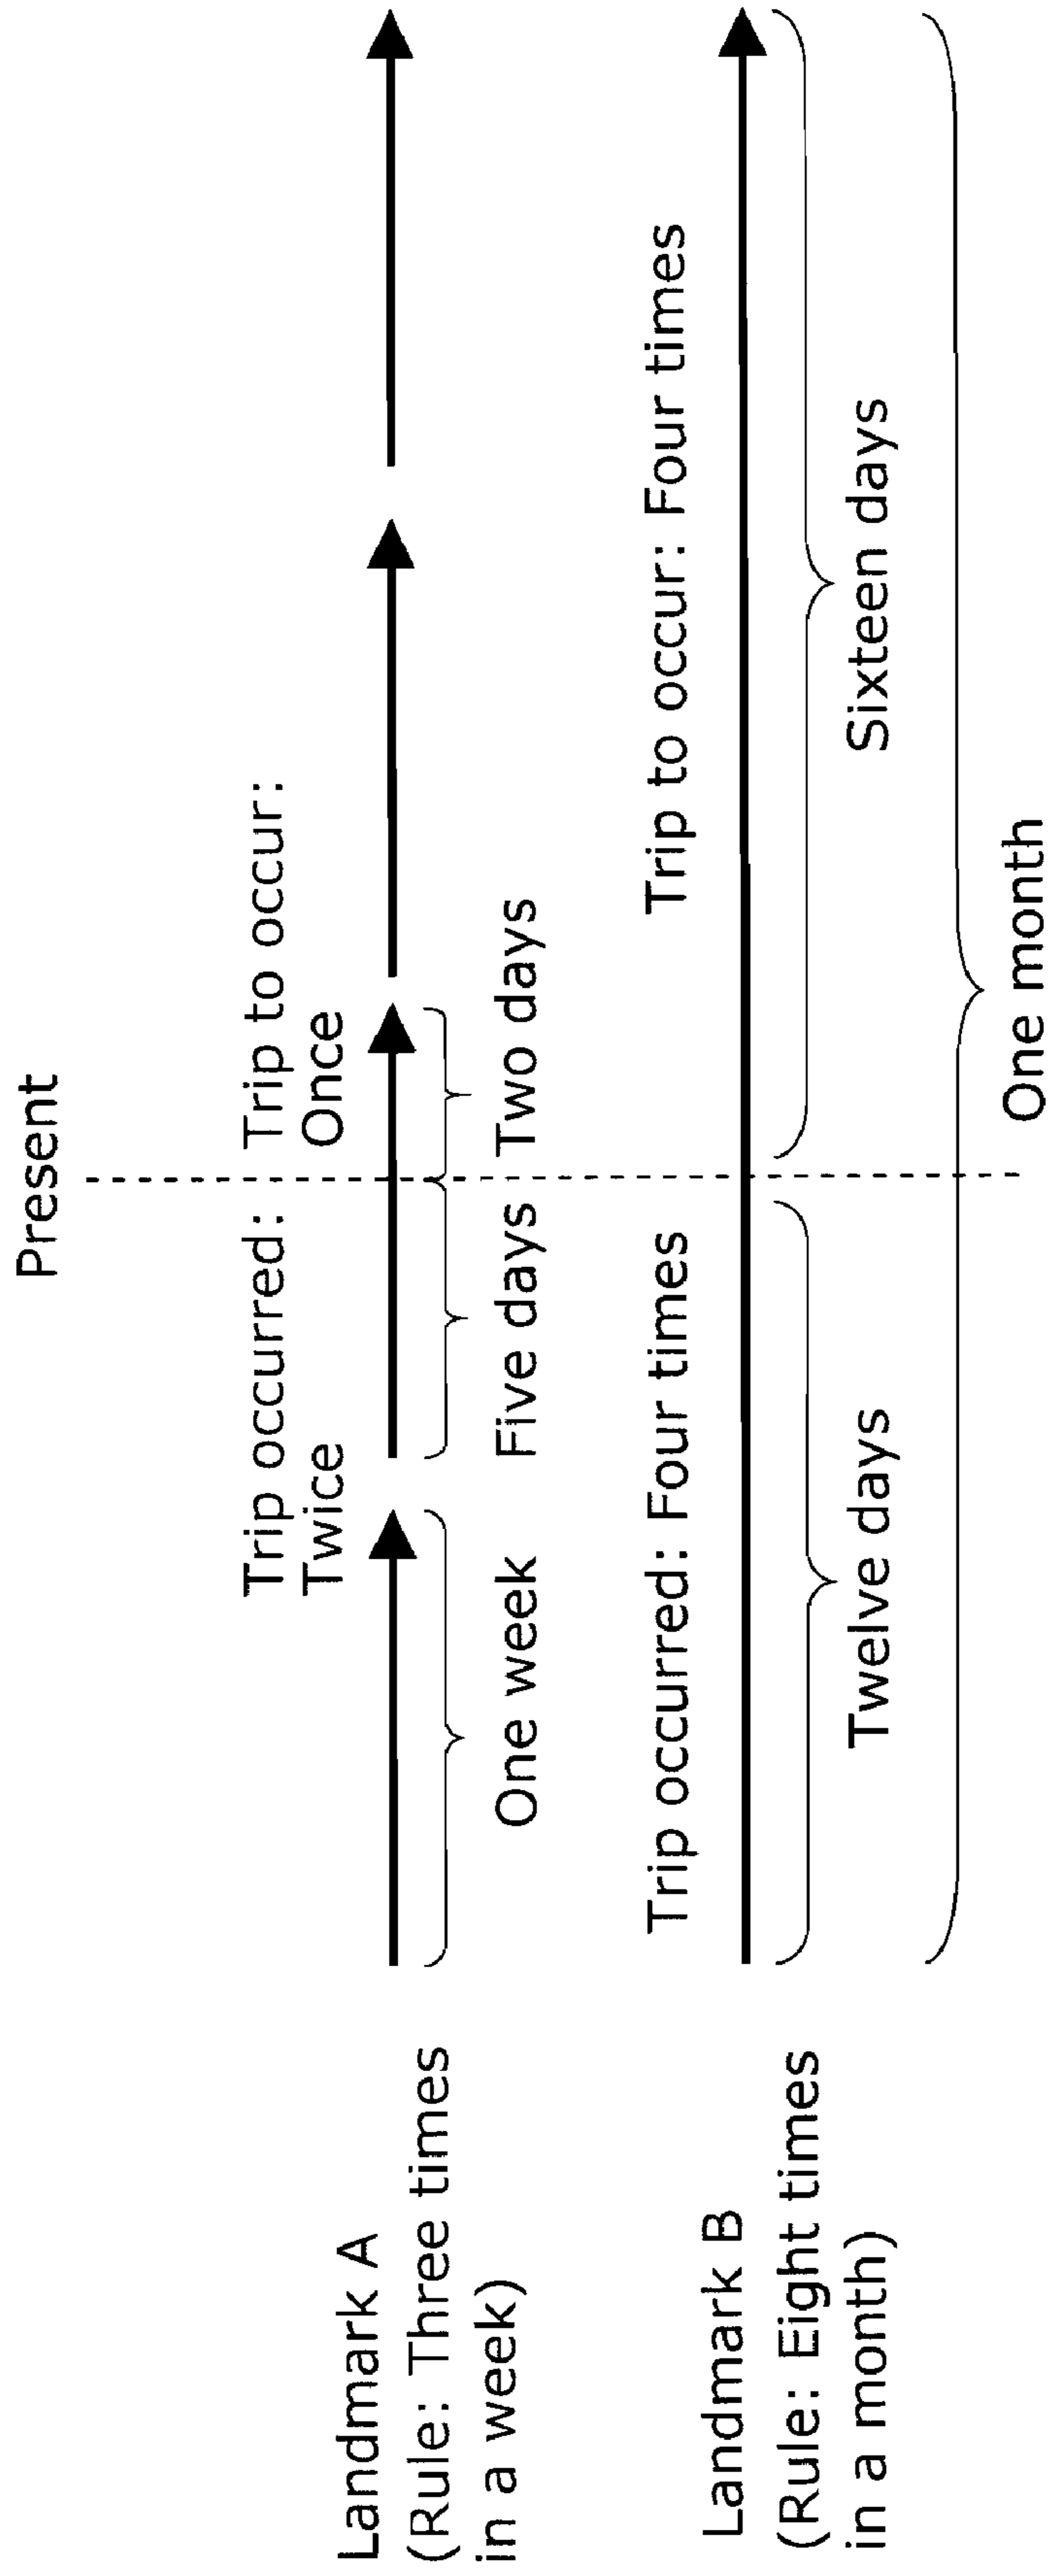 Present
Trip occurred:
Twice
Trip to occur:
Once
Landmark A
(Rule: Three times
in a week)
One week
Five days
Two days
Trip occurred: Four times
Trip to occur: Four times
Landmark B
(Rule: Eight times
in a month)
Twelve days
Sixteen days
One month